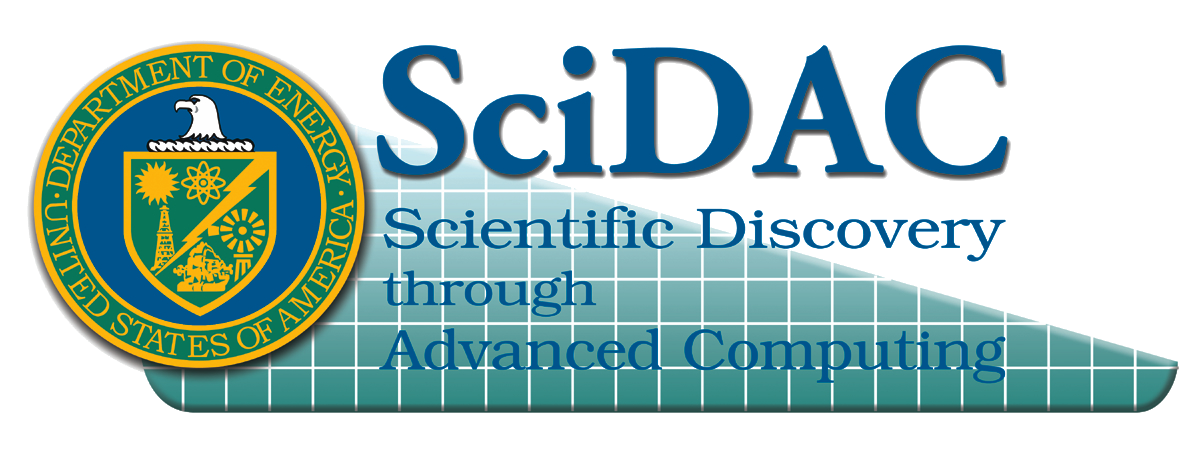 DEPARTMENT OF ENERGY
UNITED STATES OF AMERICA
SciDAC
Scientific Discovery
through
Advanced Computing